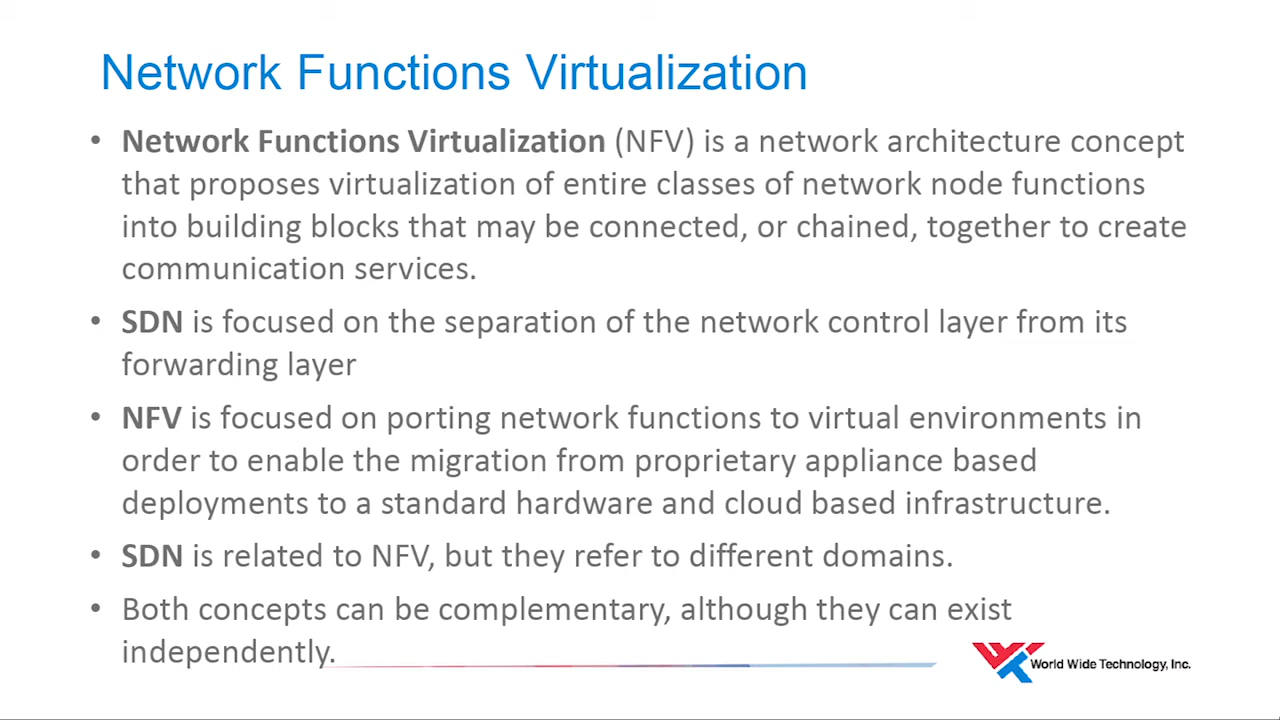 Network Functions Virtualization
• Network Functions Virtualization (NFV) is a network architecture concept
that proposes virtualization of entire classes of network node functions
into building blocks that may be connected, or chained, together to create
communication services.
• SDN is focused on the separation of the network control layer from its
forwarding layer
• NFV is focused on porting network functions to virtual environments in
order to enable the migration from proprietary appliance based
deployments to a standard hardware and cloud based infrastructure.
• SDN is related to NFV, but they refer to different domains.
• Both concepts can be complementary, although they can exist
independently.
World Wide Technology, Inc.